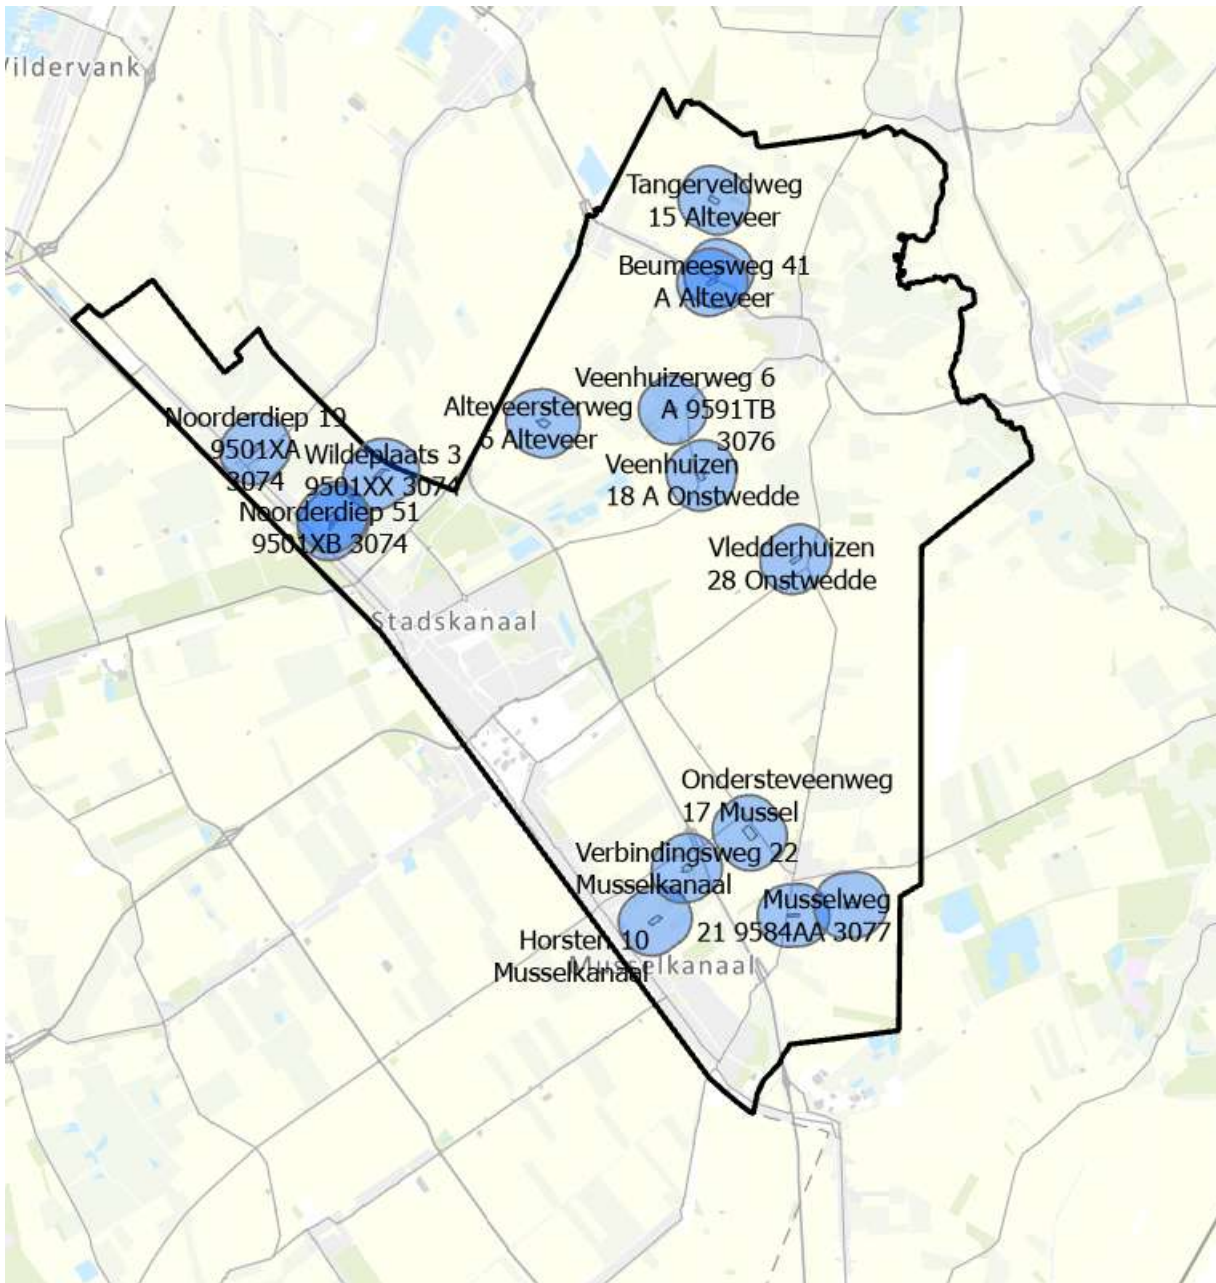 Vildervank
Tangerveldweg
15 Alteveer
Beumeesweg 41
A Alteveer
Veenhuizerweg 6
A 9591TB
3076
Alteveersterweg
6 Alteveer
Noorderdiep 19
9501XA
3074
Wildeplaats 3
9501XX 3074
Veenhuizen
18 A Onstwedde
Noorderdiep 51
9501XB 3074
Vledderhuizen
28 Onstwedde
Stadskanaal
Ondersteveenweg
17 Mussel
Verbindingsweg 22
Musselkanaal
Musselweg
21 9584AA 3077
Horsten 10
Musselkanaal
Musselkanaal